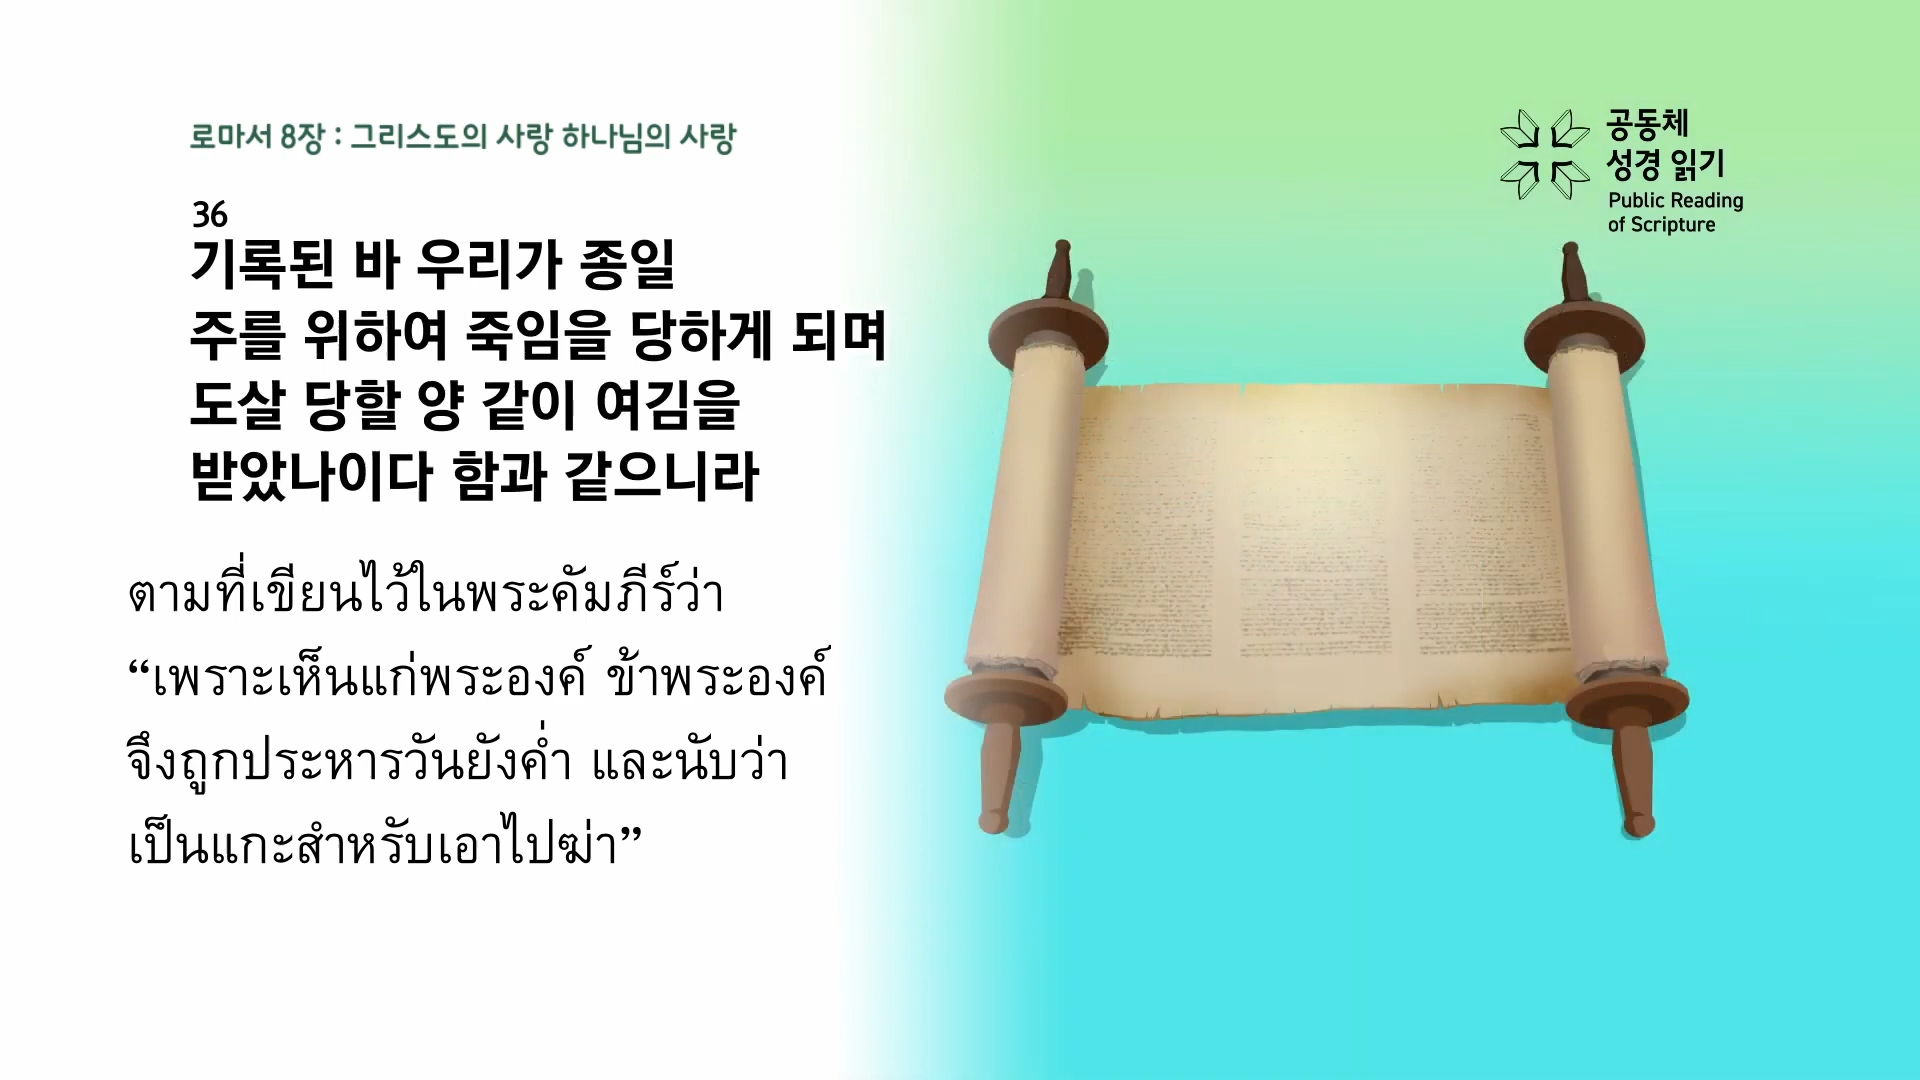 로마서 8장 : 그리스도의 사랑 하나님의 사랑
36
기록된 바 우리가 종일
주를 위하여 죽임을 당하게 되며
도살 당할 양 같이 여김을
받았나이다 함과 같으니라
ตามที่เขียนไว้ในพระคัมภีร์ว่า
“เพราะเห็นแก่พระองค์ ข้าพระองค์
จึงถูกประหารวันยังค่ำ และนับว่า
เป็นแกะสำหรับเอาไปฆ่า”
공동체
성경 읽기
Public Reading
of Scripture